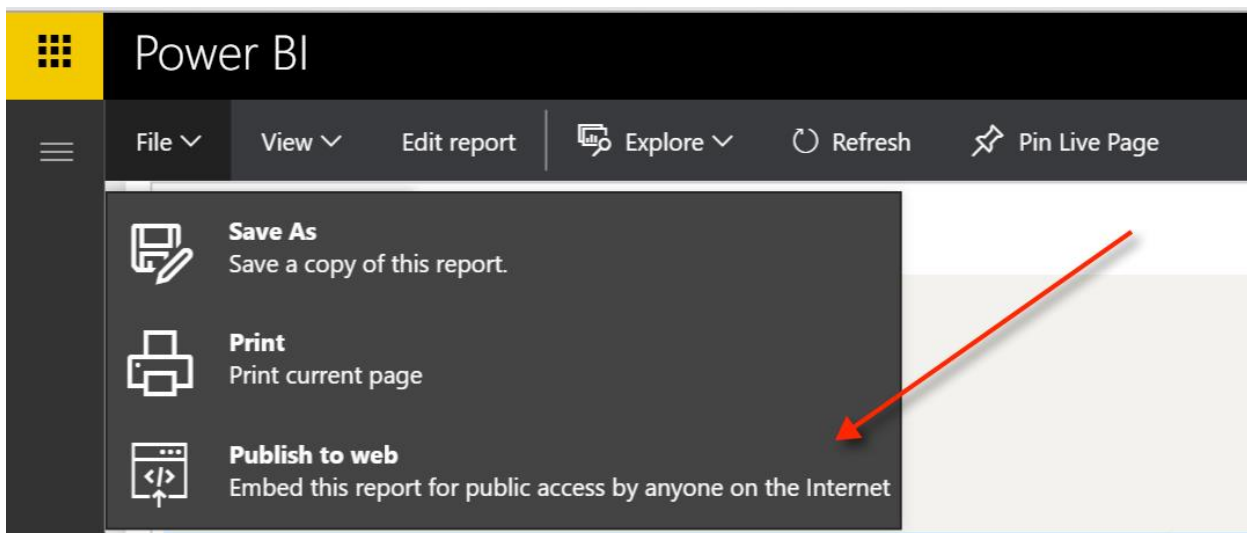 Power BI
File View Edit report Explore Refresh Pin Live Page
Save As
Save a copy of this report.
Print
Print current page
Publish to web
Embed this report for public access by anyone on the Internet